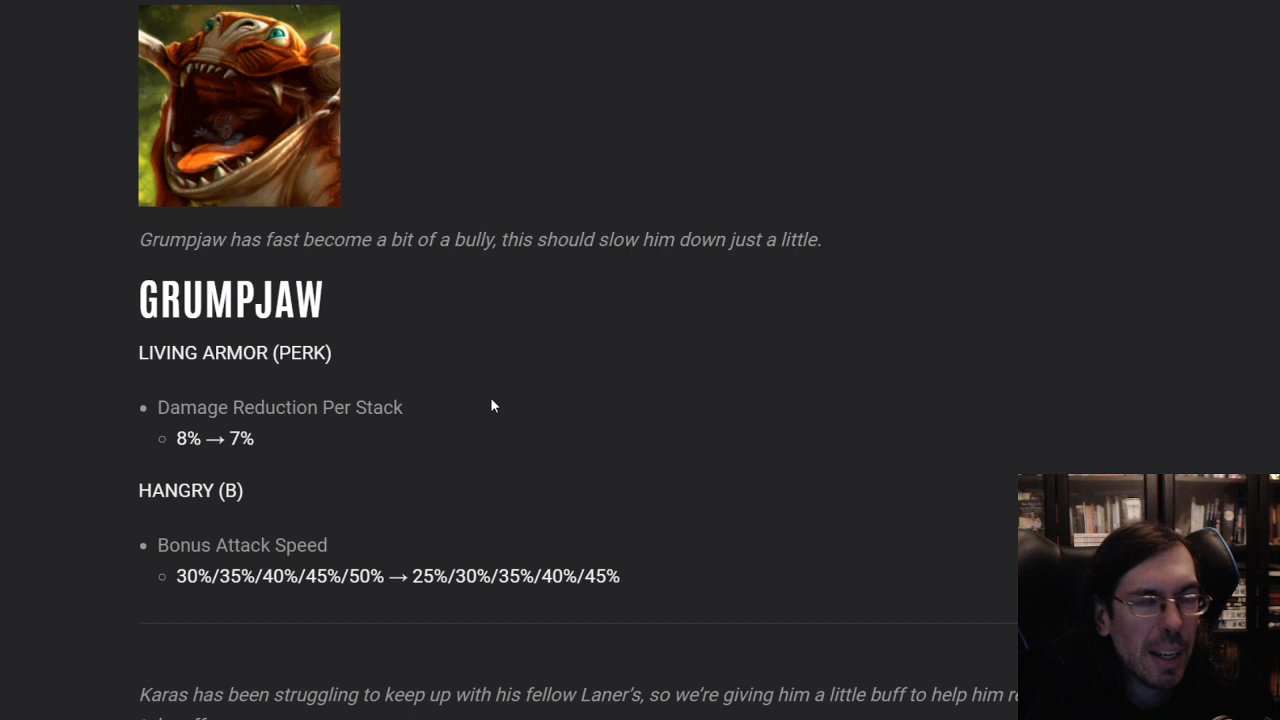 Grumpjaw has fast become a bit of a bully, this should slow him down just a little.
GRUMPJAW
LIVING ARMOR (PERK)
• Damage Reduction Per Stack
○ 8% → 7%
HANGRY (B)
• Bonus Attack Speed
○ 30%/35%/40%/45%/50% → 25%/30%/35%/40%/45%
Karas has been struggling to keep up with his fellow Laner's, so we're giving him a little buff to help him